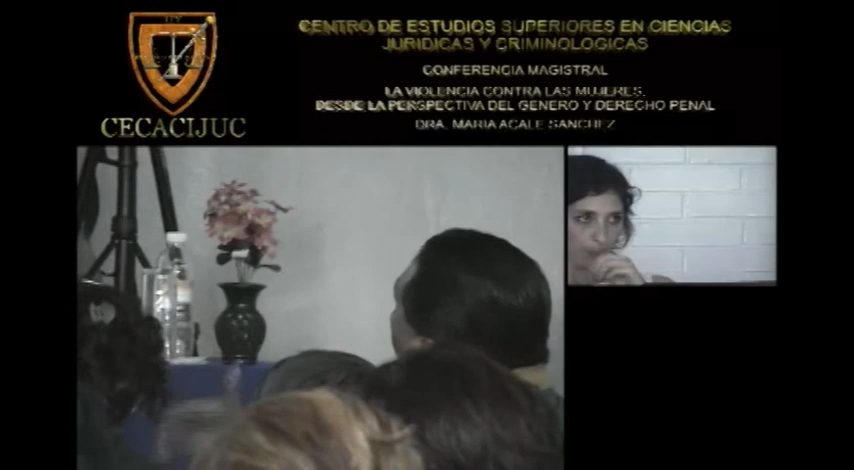 CENTRO DE ESTUDIOS SUPERIORES EN CIENCIAS
JURIDICAS Y CRIMINOLOGICAS
CONFERENCIA MAGISTRAL
LA VIOLENCIA CONTRA LAS MUJERES.
DESDE LA PERSPECTIVA DEL GENERO Y DERECHO PENAL
DRA. MARIA ACALE SANCHEZ
CECACIJUC